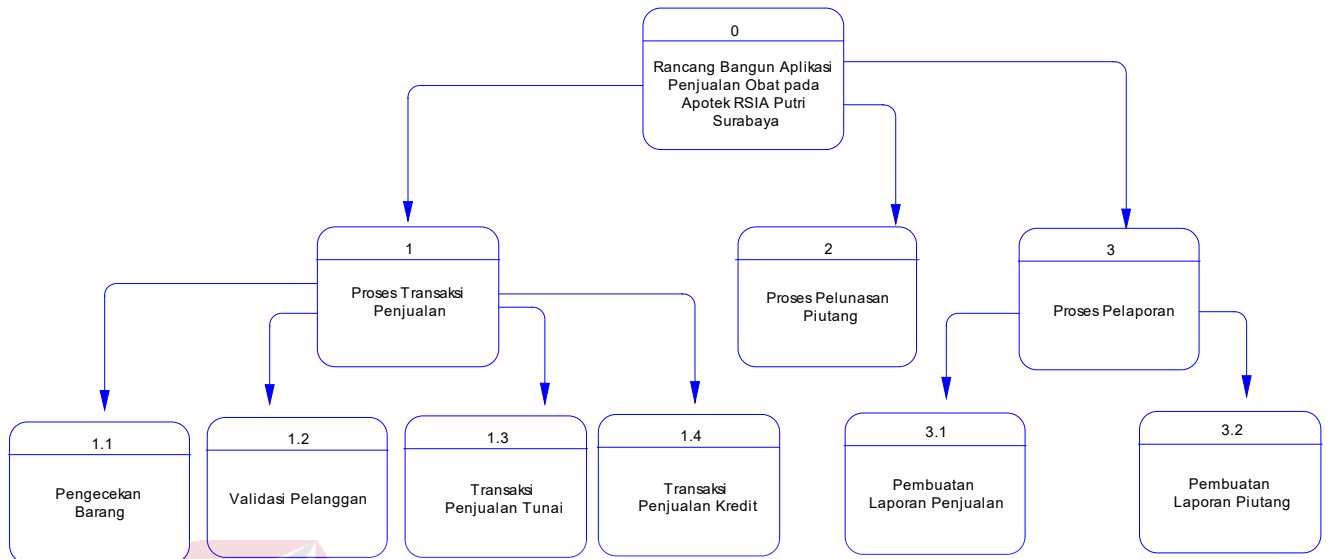 0
Rancang Bangun Aplikasi
Penjualan Obat pada
Apotek RSIA Putri
Surabaya
1
Proses Transaksi
Penjualan
2
Proses Pelunasan
Piutang
3
Proses Pelaporan
1.1
Pengecekan
Barang
1.2
Validasi Pelanggan
1.3
Transaksi
Penjualan Tunai
1.4
Transaksi
Penjualan Kredit
3.1
Pembuatan
Laporan Penjualan
3.2
Pembuatan
Laporan Piutang